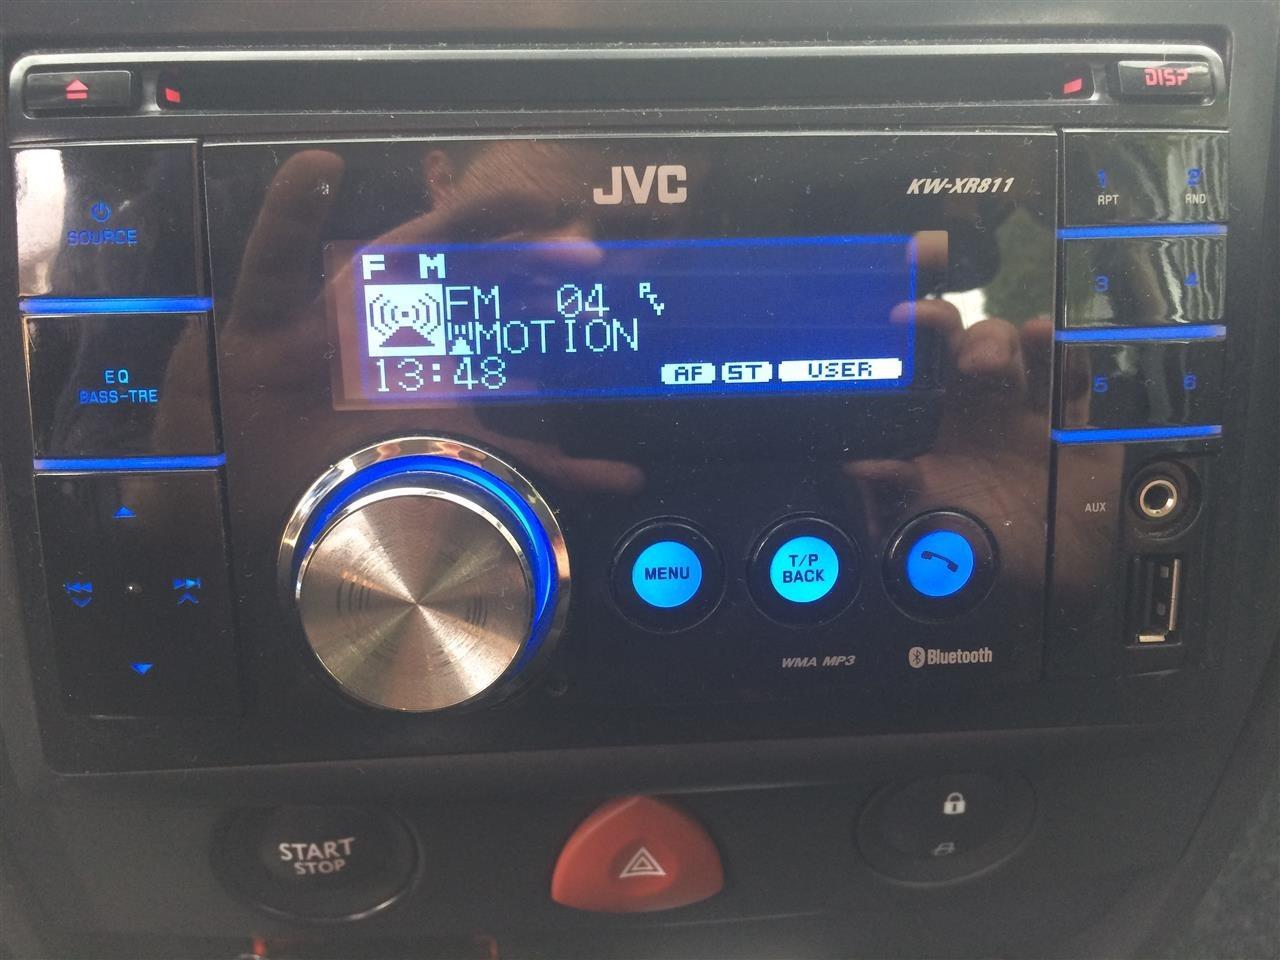 DISP
SOURCE
JVC
KW-XR811
1
RPT
2
RND
F M
FM 04 PTY
MOTION
13:48
AF ST USER
3
4
EQ
BASS-TRE
5
6
AUX
MENU
T/P
BACK
WMA MP3
Bluetooth
START
STOP